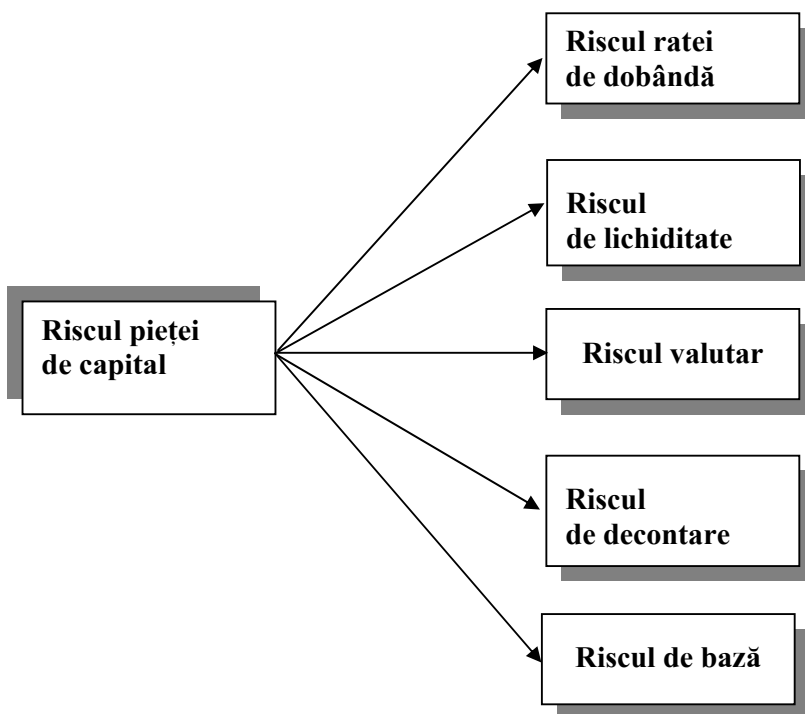 Riscul ratei
de dobândă
Riscul
de lichiditate
Riscul pieței
de capital
Riscul valutar
Riscul
de decontare
Riscul de bază